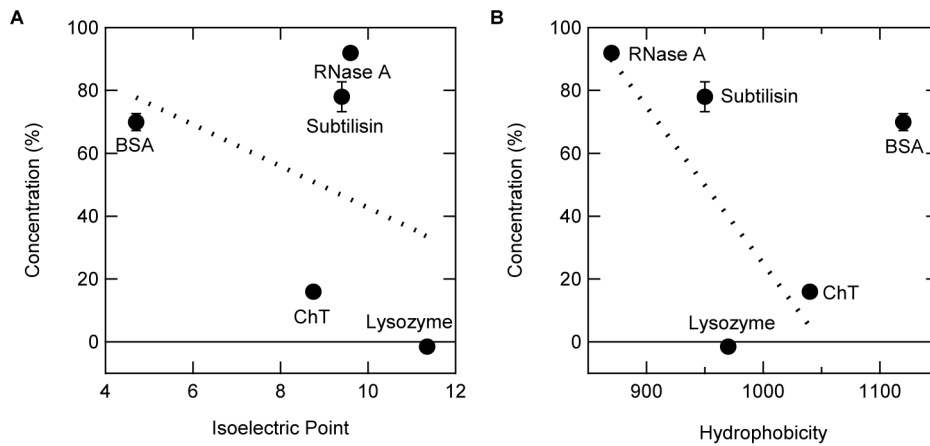 A
B
100
80
60
40
20
0
Concentration (%)
RNase A
Subtilisin
BSA
ChT
Lysozyme
4
6
8
10
12
Isoelectric Point
100
80
60
40
20
0
Concentration (%)
RNase A
Subtilisin
BSA
ChT
Lysozyme
900
1000
1100
Hydrophobicity